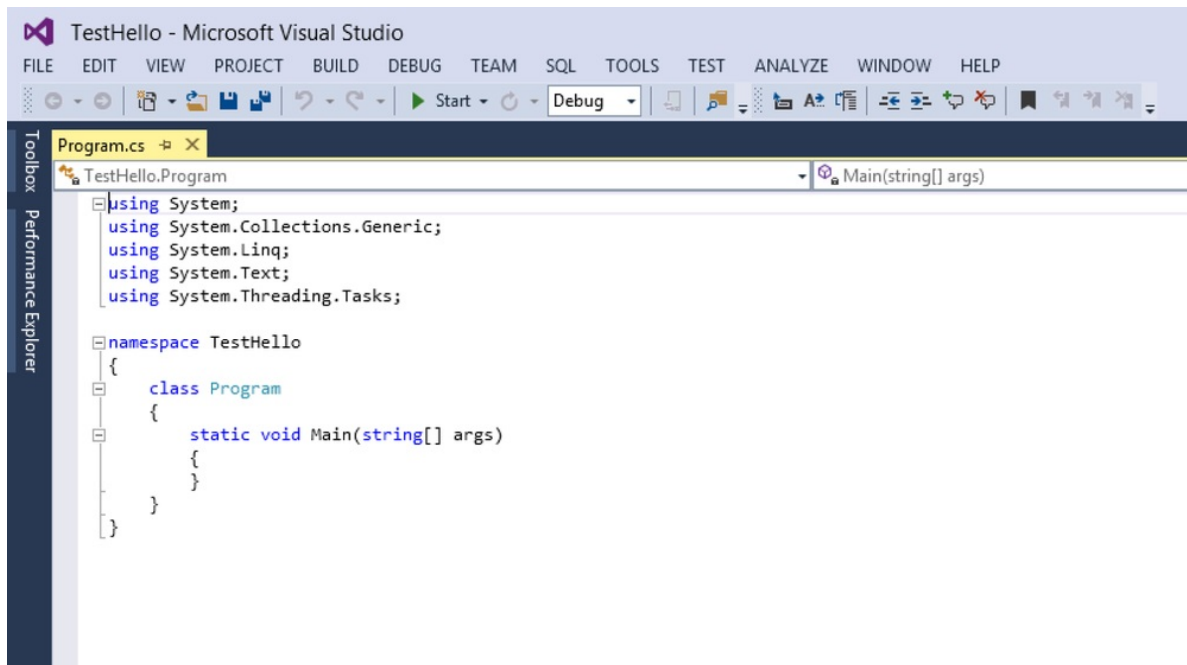 TestHello - Microsoft Visual Studio
FILE EDIT VIEW PROJECT BUILD DEBUG TEAM SQL TOOLS TEST ANALYZE WINDOW HELP
Start Debug
Toolbox
Performance Explorer
Program.cs
TestHello.Program Main(string[] args)
using System;
using System.Collections.Generic;
using System.Linq;
using System.Text;
using System.Threading.Tasks;
namespace TestHello
{
class Program
{
static void Main(string[] args)
{
}
}
}